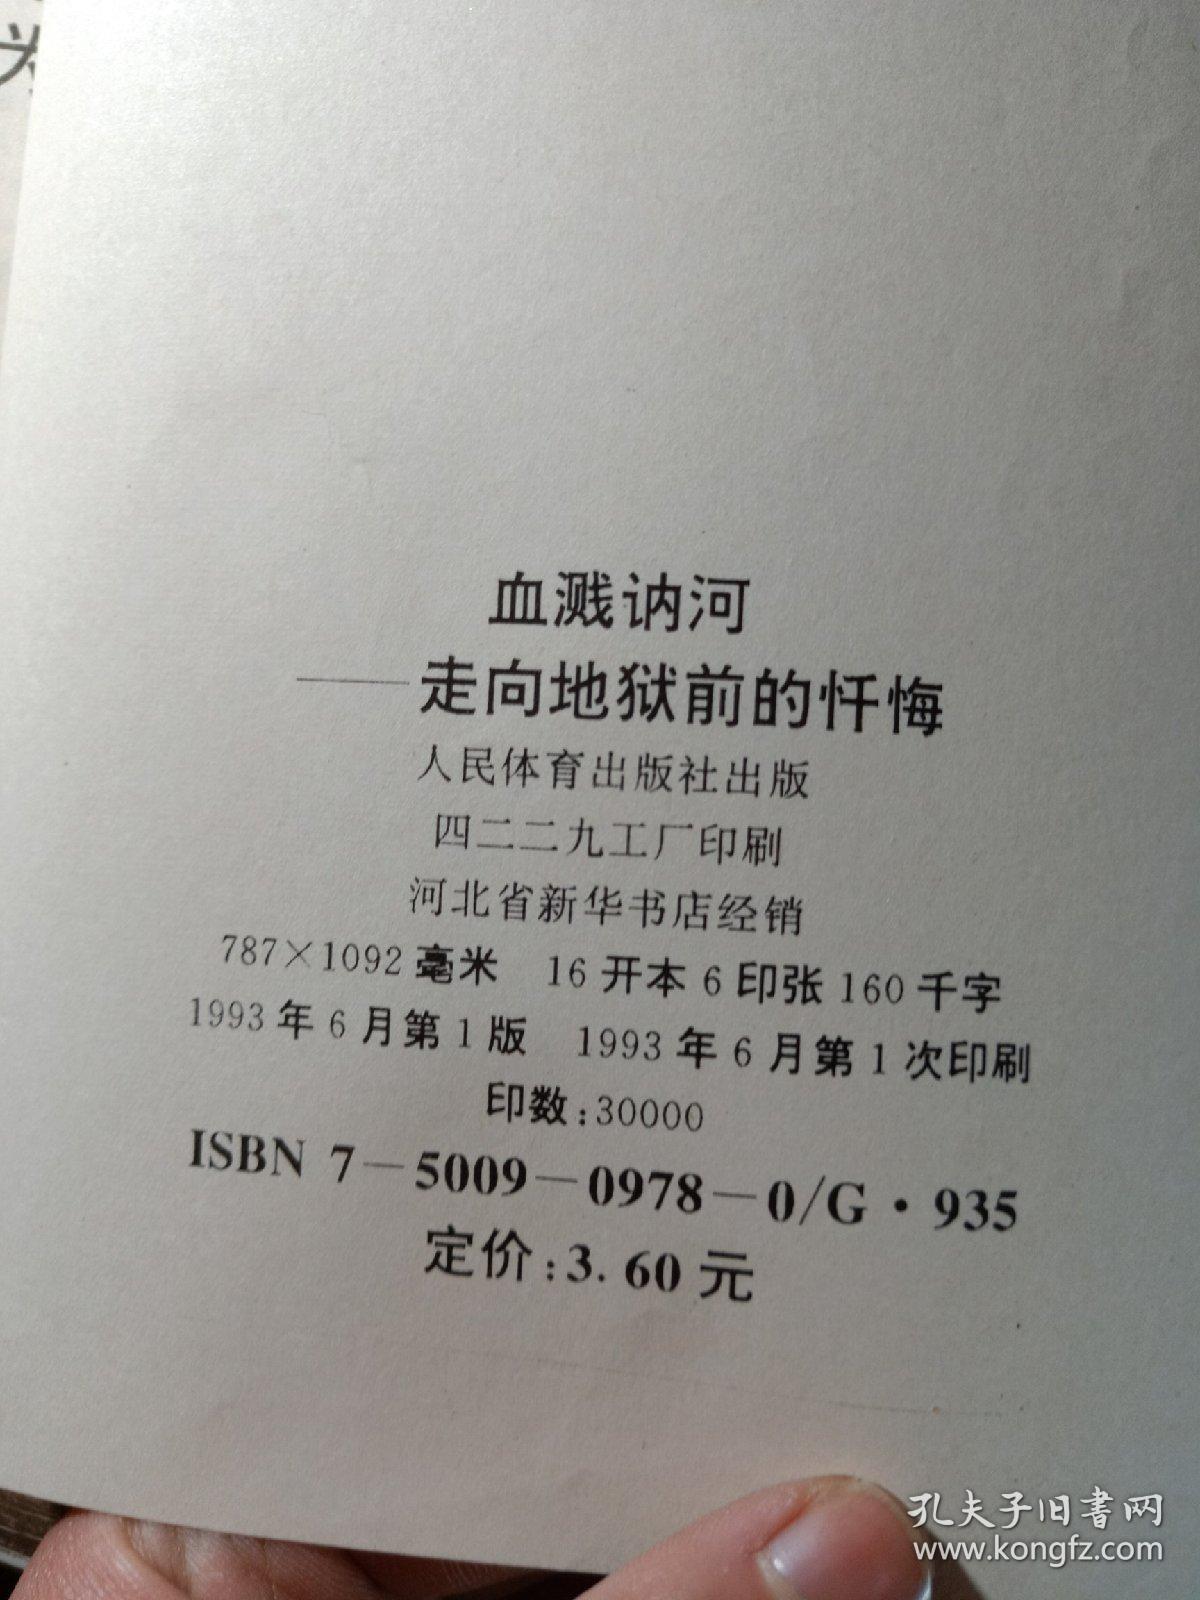 血溅讷河
——走向地狱前的忏悔
人民体育出版社出版
四二二九工厂印刷
河北省新华书店经销
787×1092毫米 16开本 6印张 160千字
1993年6月第1版 1993年6月第1次印刷
印数:30000
ISBN 7—5009—0978—0/G·935
定价:3.60元
孔夫子旧书网
www.kongfz.com